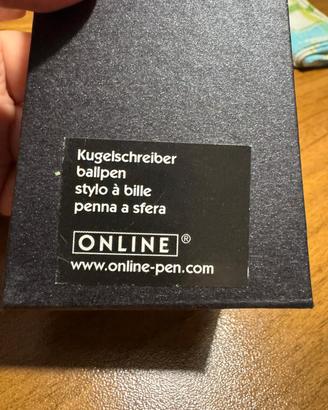 Kugelschreiber
ballpen
stylo à bille
penna a sfera
ONLINE®
www.online-pen.com